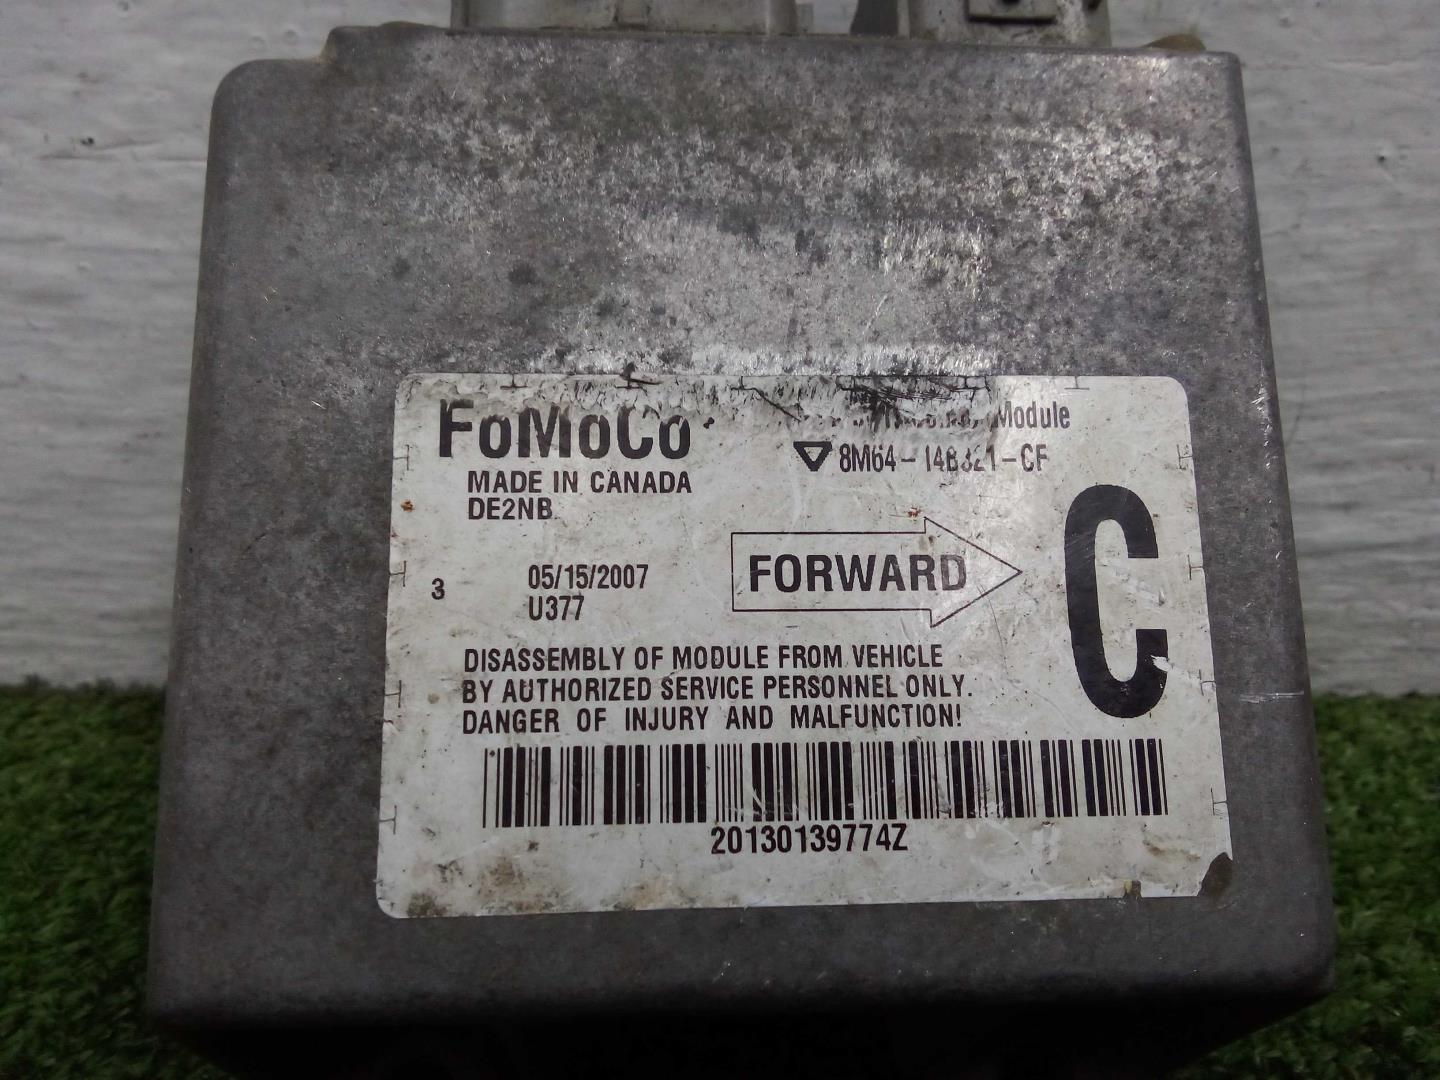 FoMoCo
Module
8M64-14B321-CF
MADE IN CANADA
DE2NB
C
FORWARD
3
05/15/2007
U377
DISASSEMBLY OF MODULE FROM VEHICLE
BY AUTHORIZED SERVICE PERSONNEL ONLY.
DANGER OF INJURY AND MALFUNCTION!
20130139774Z